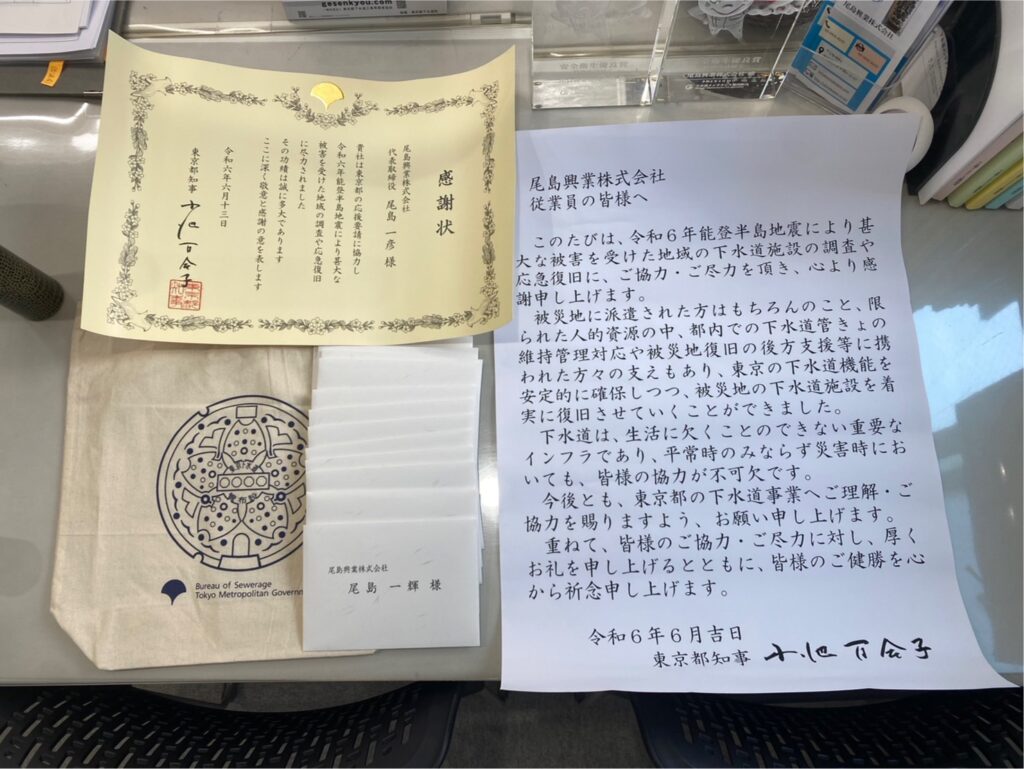 gesenkyou.com
感謝状
尾島興業株式会社
代表取締役 尾島 一彦 様
貴社は東京都の応援要請に協力し
令和六年能登半島地震により甚大な
被害を受けた地域の調査や応急復旧
に尽力されました
その功績は誠に多大であります
ここに深く敬意と感謝の意を表します
令和六年六月十三日
東京都知事 小池百合子
尾島興業株式会社
従業員の皆様へ
このたびは、令和6年能登半島地震により甚
大な被害を受けた地域の下水道施設の調査や
応急復旧に、ご協力・ご尽力を頂き、心より感
謝申し上げます。
被災地に派遣された方はもちろんのこと、限
られた人的資源の中、都内での下水道管きょの
維持管理対応や被災地復旧の後方支援等に携
われた方々の支えもあり、東京の下水道機能を
安定的に確保しつつ、被災地の下水道施設を着
実に復旧させていくことができました。
下水道は、生活に欠くことのできない重要な
インフラであり、平常時のみならず災害時にお
いても、皆様の協力が不可欠です。
今後とも、東京都の下水道事業へご理解・ご
協力を賜りますよう、お願い申し上げます。
重ねて、皆様のご協力・ご尽力に対し、厚く
お礼を申し上げるとともに、皆様のご健勝を心
から祈念申し上げます。
令和6年6月吉日
東京都知事 小池百合子
Bureau of Sewerage
Tokyo Metropolitan Governm
尾島興業株式会社
尾島 一輝 様
安全衛生優良賞
尾島興業株式会社